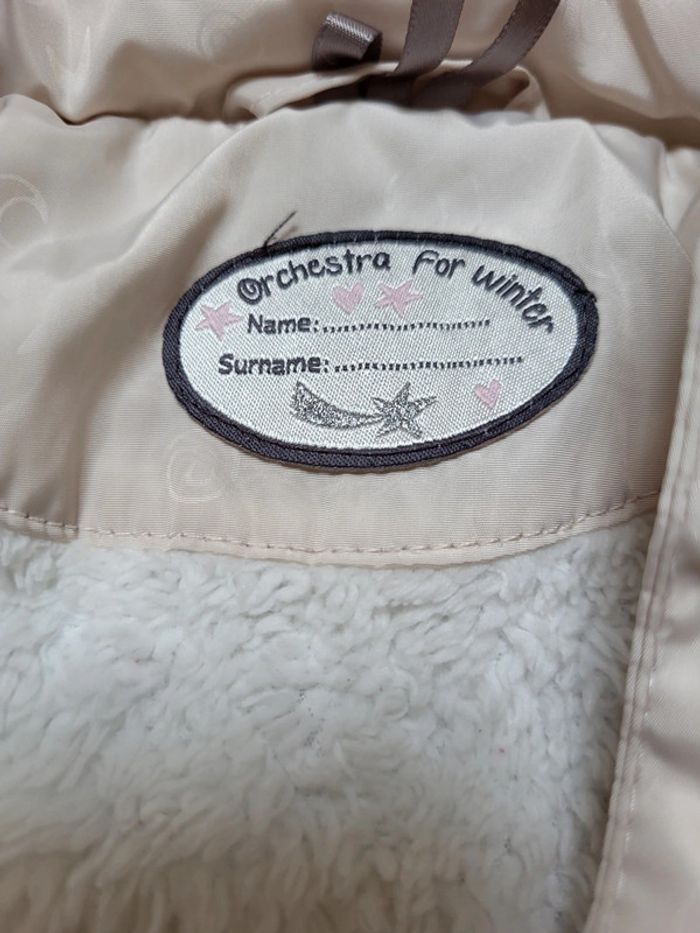 Orchestra for winter
Name:..............................
Surname:..............................